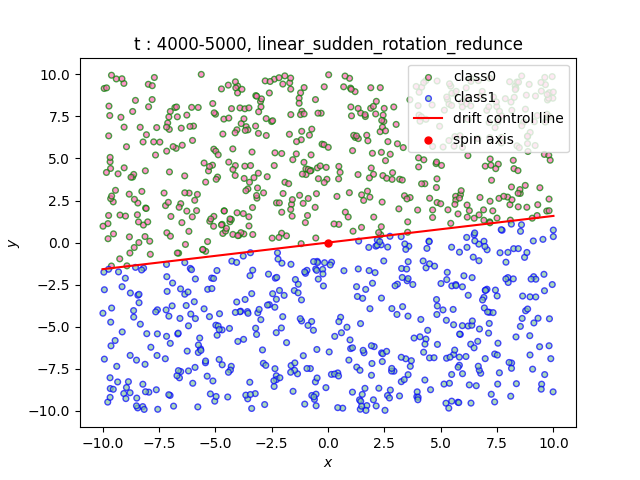 t : 4000-5000, linear_sudden_rotation_redunce
class0
class1
drift control line
spin axis
10.0
7.5
5.0
2.5
0.0
−2.5
−5.0
−7.5
−10.0
y
−10.0 −7.5 −5.0 −2.5 0.0 2.5 5.0 7.5 10.0
x